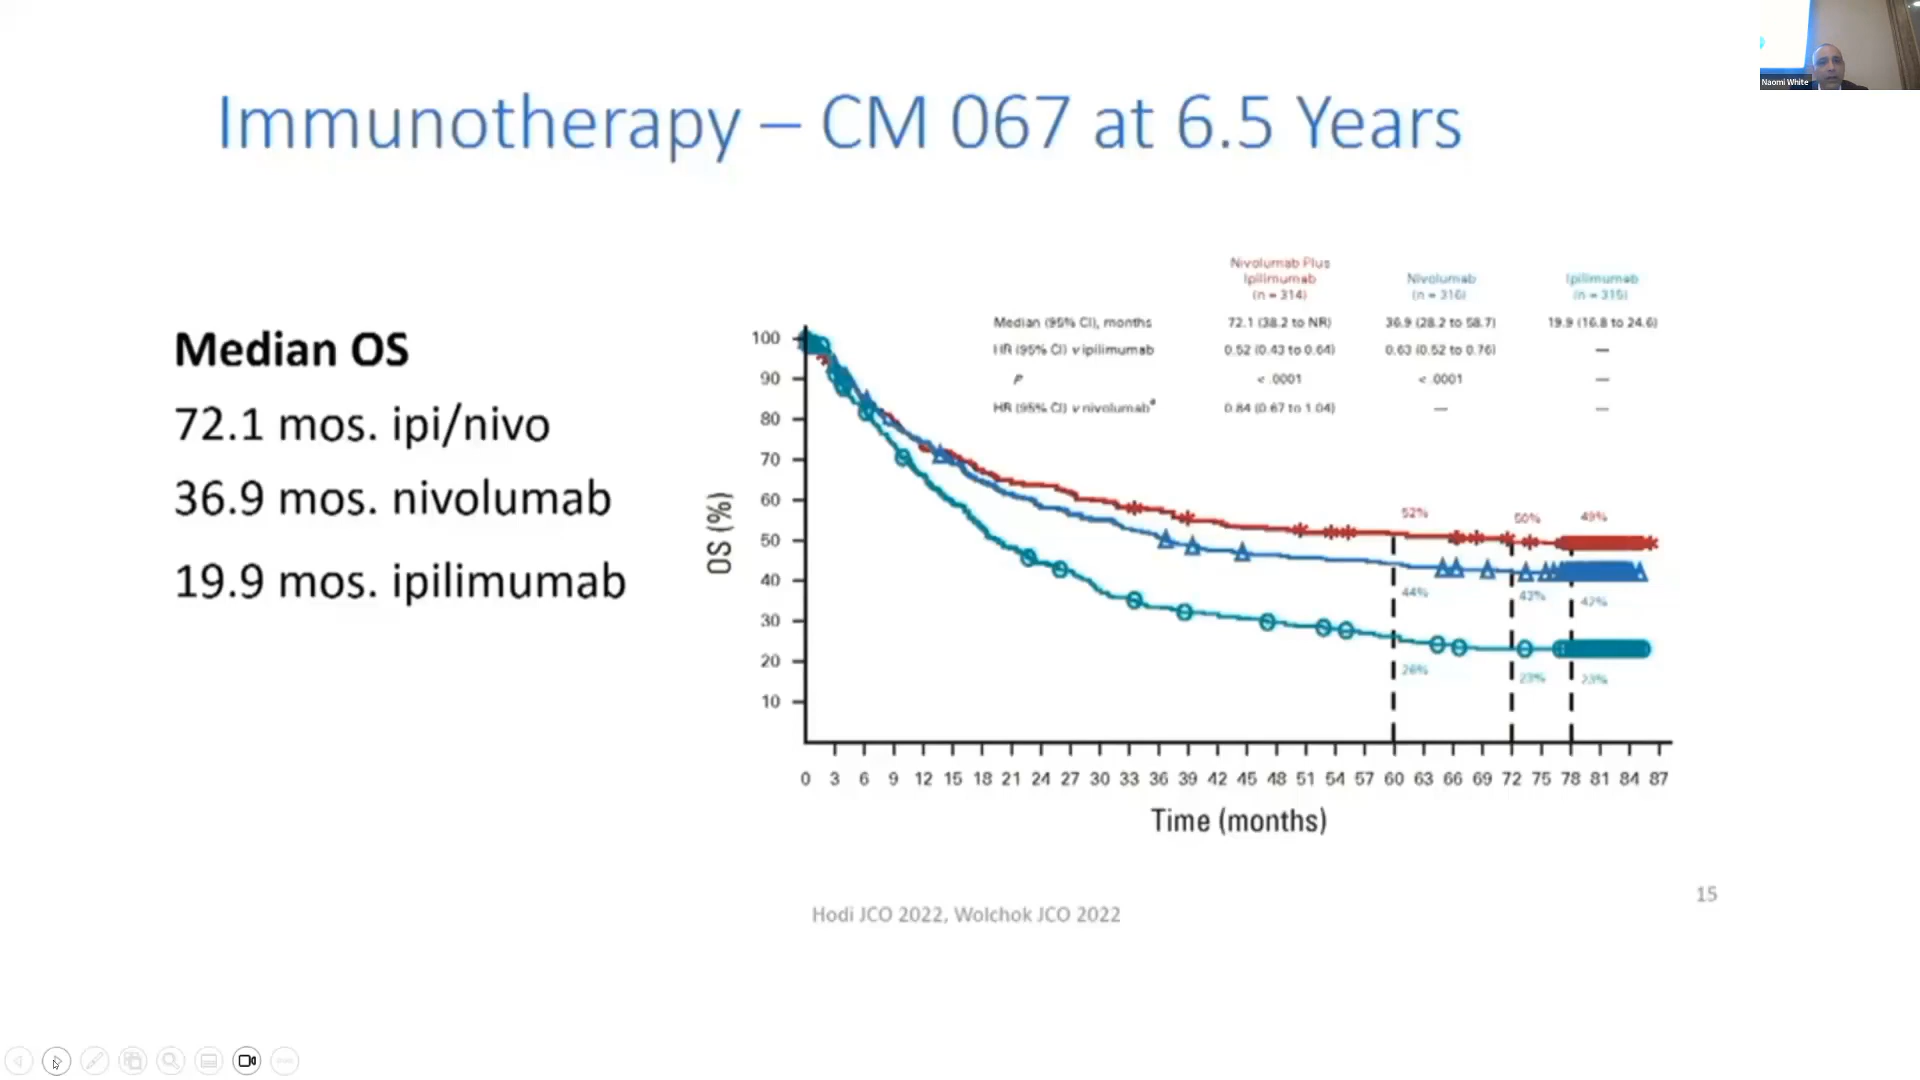 Naomi White
Immunotherapy – CM 067 at 6.5 Years
Median OS
72.1 mos. ipi/nivo
36.9 mos. nivolumab
19.9 mos. ipilimumab
Nivolumab Plus
Ipilimumab
(n = 314)
Nivolumab
(n = 316)
Ipilimumab
(n = 315)
Median (95% CI), months 72.1 (38.2 to NR) 36.9 (28.2 to 58.7) 19.9 (16.8 to 24.6)
HR (95% CI) v ipilimumab 0.52 (0.43 to 0.64) 0.63 (0.52 to 0.76) —
P < .0001 < .0001 —
HR (95% CI) v nivolumabᵃ 0.84 (0.67 to 1.04) — —
OS (%)
100
90
80
70
60
50
40
30
20
10
52% 50% 49%
44% 43% 42%
26% 23% 23%
0 3 6 9 12 15 18 21 24 27 30 33 36 39 42 45 48 51 54 57 60 63 66 69 72 75 78 81 84 87
Time (months)
Hodi JCO 2022, Wolchok JCO 2022
15